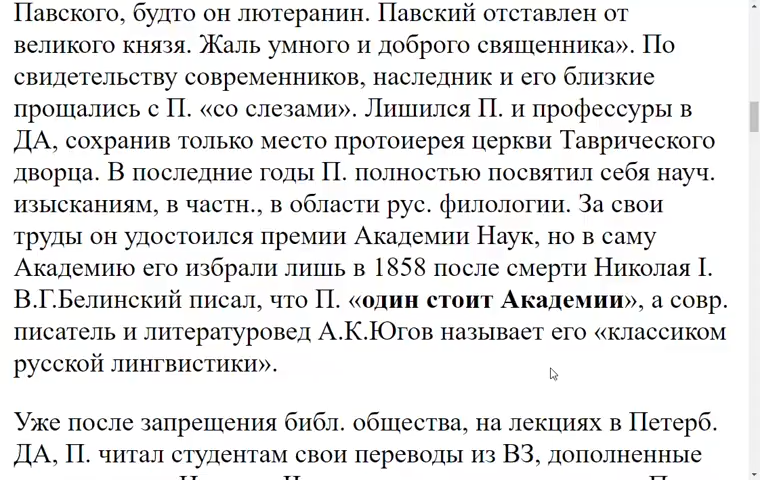 Павского, будто он лютеранин. Павский отставлен от
великого князя. Жаль умного и доброго священника». По
свидетельству современников, наследник и его близкие
прощались с П. «со слезами». Лишился П. и профессуры в
ДА, сохранив только место протоиерея церкви Таврического
дворца. В последние годы П. полностью посвятил себя науч.
изысканиям, в частн., в области рус. филологии. За свои
труды он удостоился премии Академии Наук, но в саму
Академию его избрали лишь в 1858 после смерти Николая I.
В.Г.Белинский писал, что П. «один стоит Академии», а совр.
писатель и литературовед А.К.Югов называет его «классиком
русской лингвистики».
Уже после запрещения библ. общества, на лекциях в Петерб.
ДА, П. читал студентам свои переводы из ВЗ, дополненные